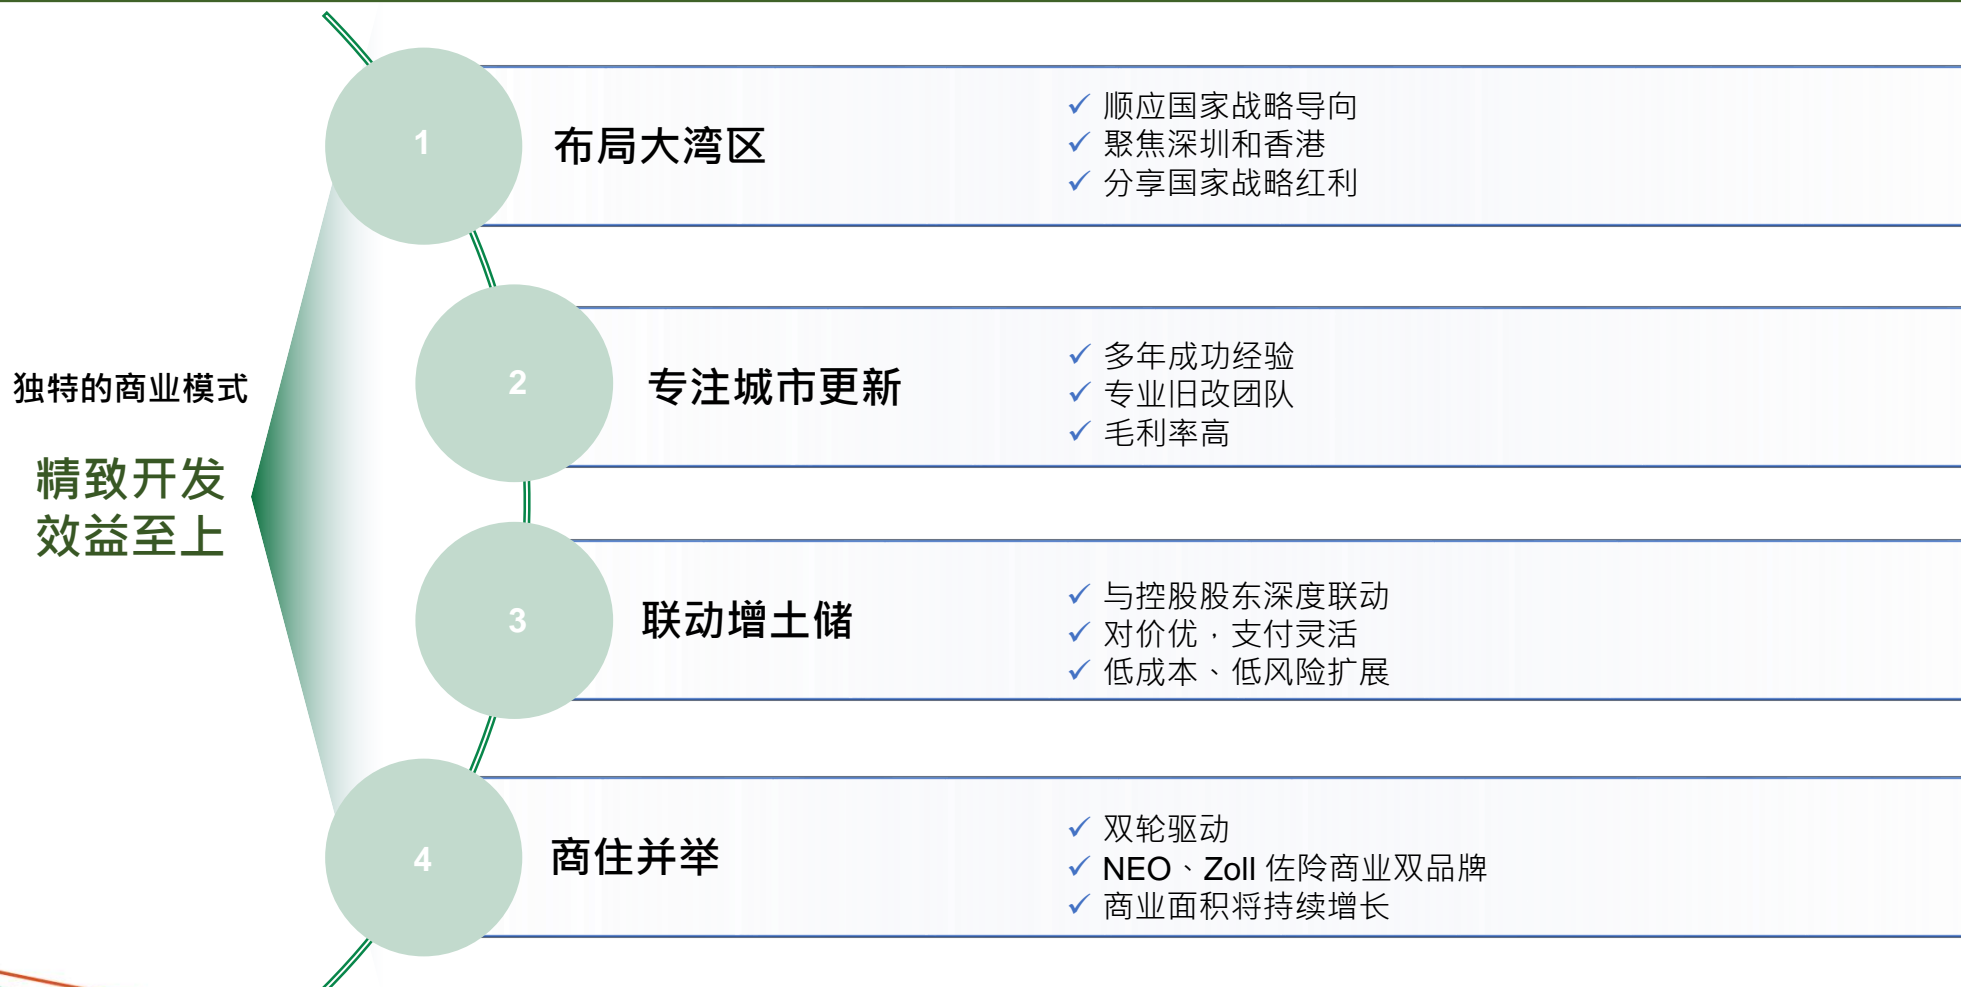 独特的商业模式
精致开发
效益至上
1
布局大湾区
✓ 顺应国家战略导向
✓ 聚焦深圳和香港
✓ 分享国家战略红利
2
专注城市更新
✓ 多年成功经验
✓ 专业旧改团队
✓ 毛利率高
3
联动增土储
✓ 与控股股东深度联动
✓ 对价优，支付灵活
✓ 低成本、低风险扩展
4
商住并举
✓ 双轮驱动
✓ NEO、Zoll 佐阾商业双品牌
✓ 商业面积将持续增长